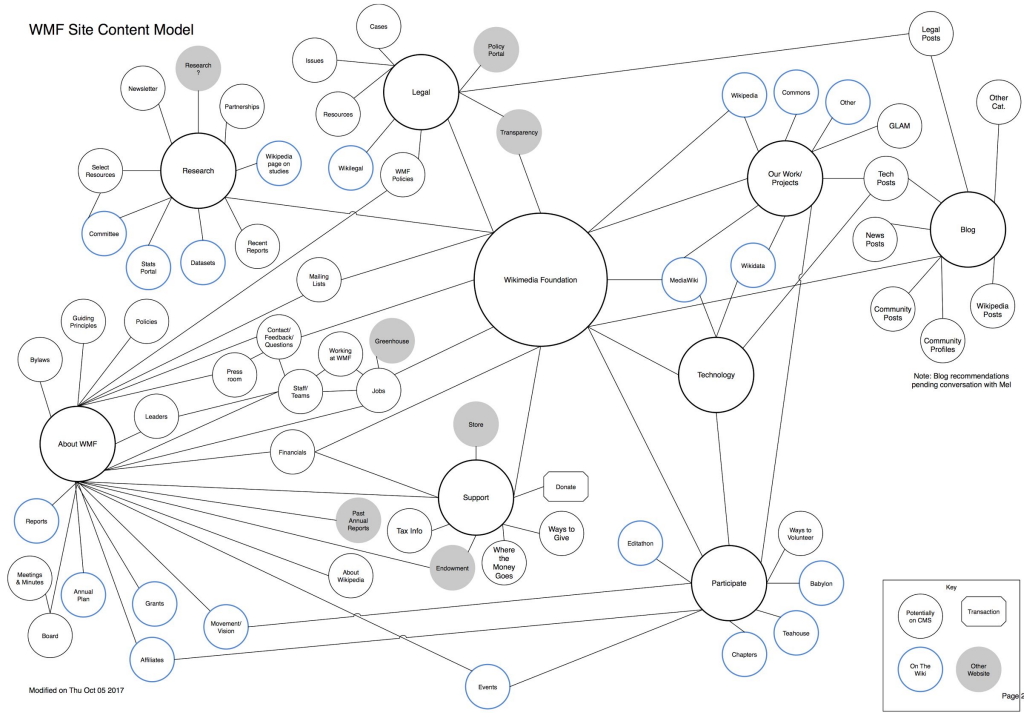 WMF Site Content Model
Cases
Issues
Resources
Wikilegal
WMF
Policies
Legal
Policy
Portal
Transparency
Legal
Posts
Research
?
Newsletter
Partnerships
Select
Resources
Research
Wikipedia
page on
studies
Committee
Stats
Portal
Datasets
Recent
Reports
Wikipedia
Commons
Other
GLAM
Our Work/
Projects
Tech
Posts
News
Posts
Other
Cat.
Blog
Community
Posts
Community
Profiles
Wikipedia
Posts
Note: Blog recommendations
pending conversation with Mel
Wikimedia Foundation
MediaWiki
Wikidata
Technology
Mailing
Lists
Guiding
Principles
Policies
Bylaws
Contact/
Feedback/
Questions
Working
at WMF
Greenhouse
Press
room
Staff/
Teams
Jobs
Leaders
About WMF
Financials
Store
Support
Donate
Tax Info
Ways to
Give
Where
the
Money
Goes
Endowment
Past
Annual
Reports
About
Wikipedia
Reports
Meetings
& Minutes
Annual
Plan
Board
Grants
Movement/
Vision
Affiliates
Events
Editathon
Participate
Ways to
Volunteer
Babylon
Teahouse
Chapters
Key
Potentially
on CMS
Transaction
On The
Wiki
Other
Website
Modified on Thu Oct 05 2017
Page 2